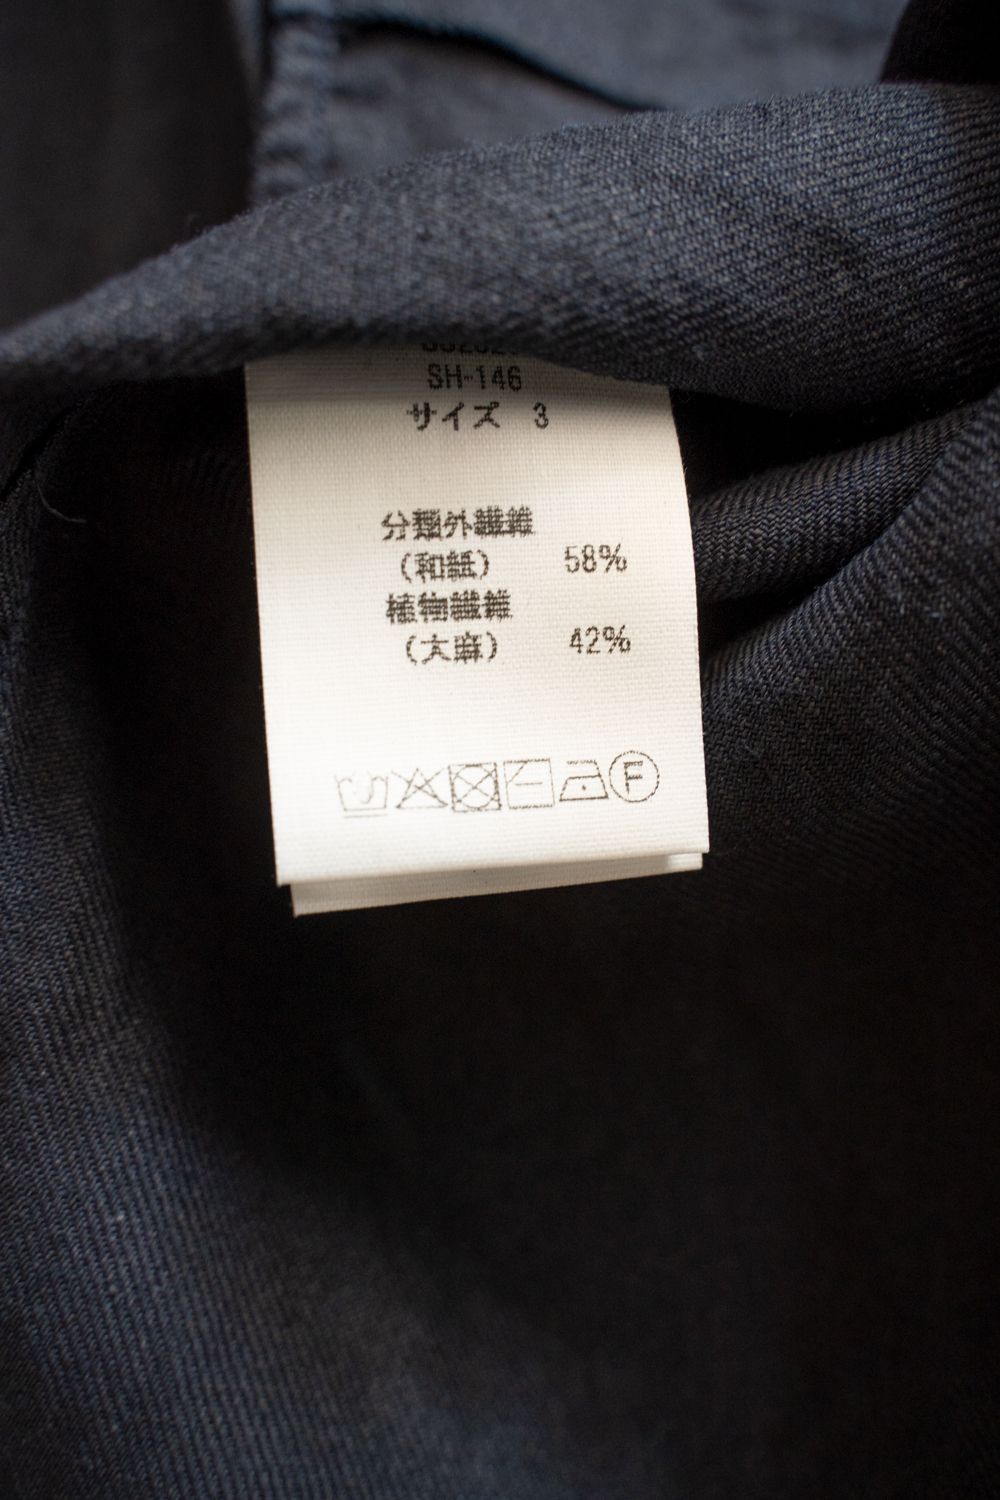 SH-146
サイズ 3
分類外繊維
(和紙) 58%
植物繊維
(大麻) 42%
F